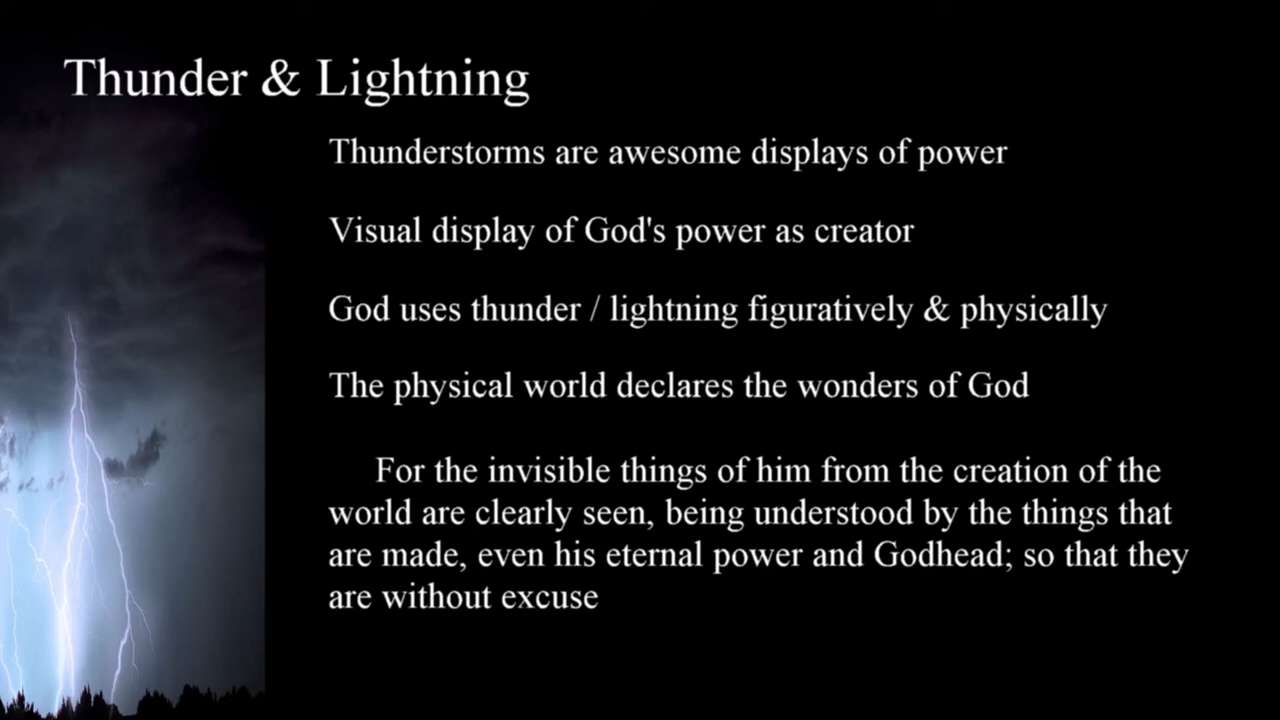 Thunder & Lightning
Thunderstorms are awesome displays of power
Visual display of God's power as creator
God uses thunder / lightning figuratively & physically
The physical world declares the wonders of God
For the invisible things of him from the creation of the
world are clearly seen, being understood by the things that
are made, even his eternal power and Godhead; so that they
are without excuse